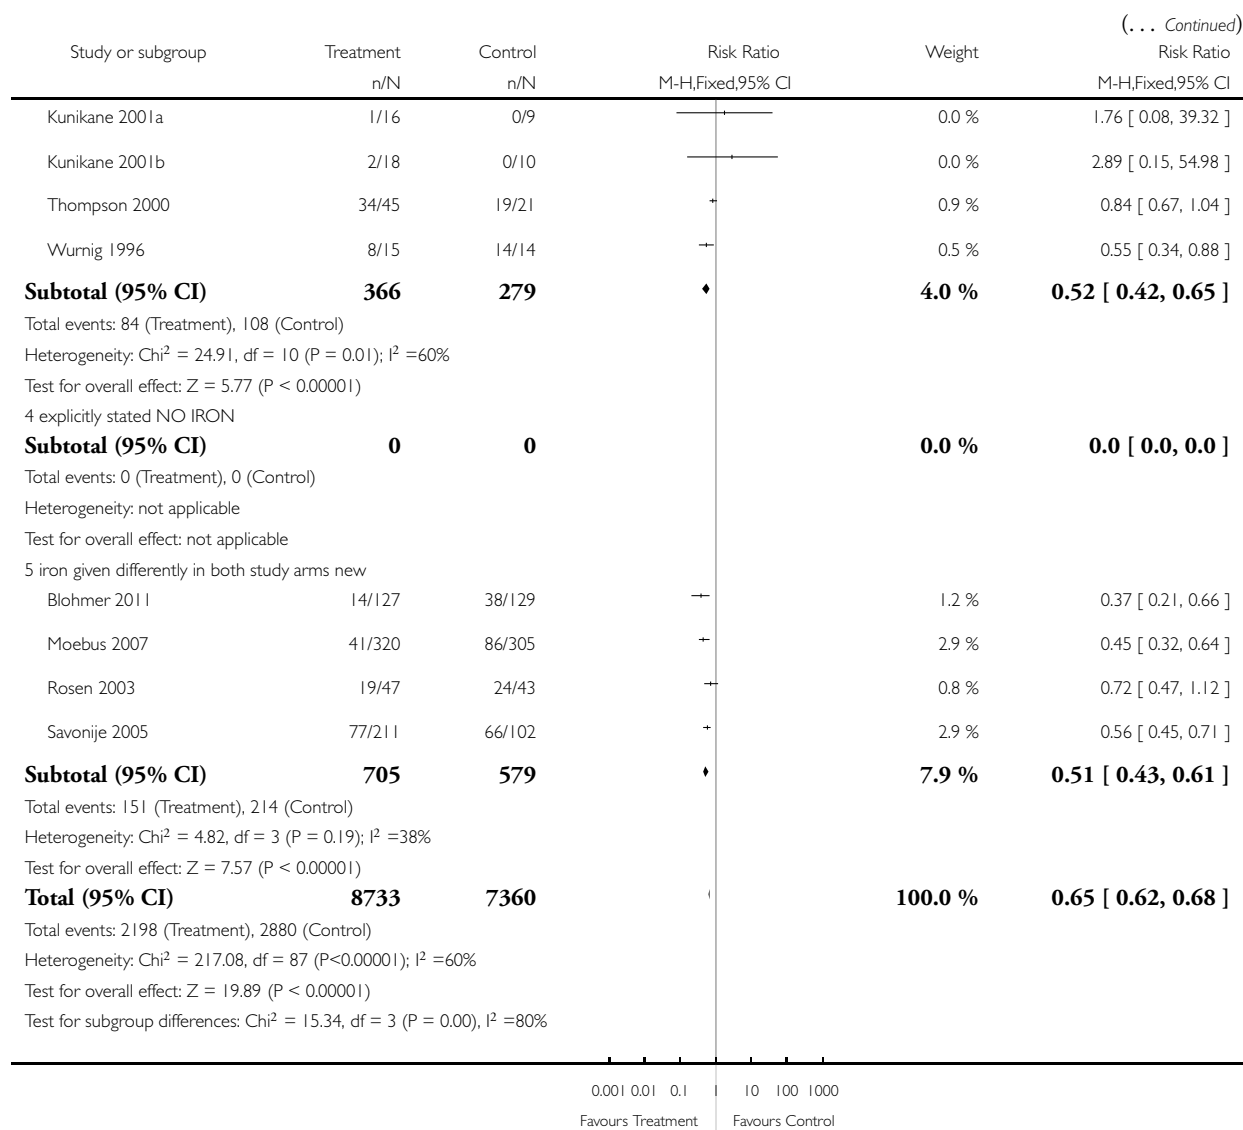 (... Continued)
Study or subgroup Treatment Control Risk Ratio Weight Risk Ratio
n/N n/N M-H,Fixed,95% CI M-H,Fixed,95% CI
Kunikane 2001a 1/16 0/9 0.0 % 1.76 [ 0.08, 39.32 ]
Kunikane 2001b 2/18 0/10 0.0 % 2.89 [ 0.15, 54.98 ]
Thompson 2000 34/45 19/21 0.9 % 0.84 [ 0.67, 1.04 ]
Wurnig 1996 8/15 14/14 0.5 % 0.55 [ 0.34, 0.88 ]
Subtotal (95% CI) 366 279 4.0 % 0.52 [ 0.42, 0.65 ]
Total events: 84 (Treatment), 108 (Control)
Heterogeneity: Chi² = 24.91, df = 10 (P = 0.01); I² =60%
Test for overall effect: Z = 5.77 (P < 0.00001)
4 explicitly stated NO IRON
Subtotal (95% CI) 0 0 0.0 % 0.0 [ 0.0, 0.0 ]
Total events: 0 (Treatment), 0 (Control)
Heterogeneity: not applicable
Test for overall effect: not applicable
5 iron given differently in both study arms new
Blohmer 2011 14/127 38/129 1.2 % 0.37 [ 0.21, 0.66 ]
Moebus 2007 41/320 86/305 2.9 % 0.45 [ 0.32, 0.64 ]
Rosen 2003 19/47 24/43 0.8 % 0.72 [ 0.47, 1.12 ]
Savonije 2005 77/211 66/102 2.9 % 0.56 [ 0.45, 0.71 ]
Subtotal (95% CI) 705 579 7.9 % 0.51 [ 0.43, 0.61 ]
Total events: 151 (Treatment), 214 (Control)
Heterogeneity: Chi² = 4.82, df = 3 (P = 0.19); I² =38%
Test for overall effect: Z = 7.57 (P < 0.00001)
Total (95% CI) 8733 7360 100.0 % 0.65 [ 0.62, 0.68 ]
Total events: 2198 (Treatment), 2880 (Control)
Heterogeneity: Chi² = 217.08, df = 87 (P<0.00001); I² =60%
Test for overall effect: Z = 19.89 (P < 0.00001)
Test for subgroup differences: Chi² = 15.34, df = 3 (P = 0.00), I² =80%
0.001 0.01 0.1 1 10 100 1000
Favours Treatment Favours Control